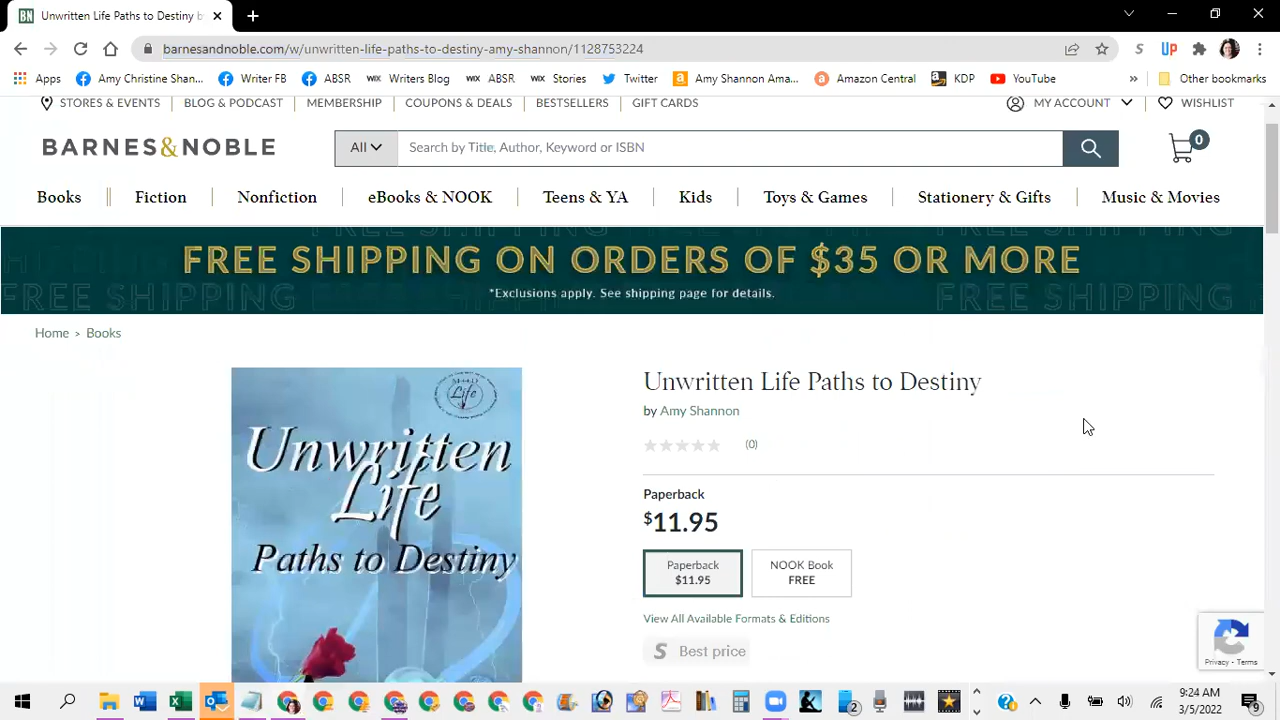 Unwritten Life Paths to Destiny b
barnesandnoble.com/w/unwritten-life-paths-to-destiny-amy-shannon/1128753224
Apps Amy Christine Shan... Writer FB ABSR Writers Blog ABSR Stories Twitter Amy Shannon Ama... Amazon Central KDP YouTube » Other bookmarks
STORES & EVENTS BLOG & PODCAST MEMBERSHIP COUPONS & DEALS BESTSELLERS GIFT CARDS MY ACCOUNT WISHLIST
BARNES&NOBLE All Search by Title, Author, Keyword or ISBN 0
Books Fiction Nonfiction eBooks & NOOK Teens & YA Kids Toys & Games Stationery & Gifts Music & Movies
FREE SHIPPING ON ORDERS OF $35 OR MORE
*Exclusions apply. See shipping page for details.
FREE SHIPPING FREE SHIPPING
Home > Books
Unwritten Life Paths to Destiny
by Amy Shannon
(0)
Paperback
$11.95
Paperback
$11.95
NOOK Book
FREE
View All Available Formats & Editions
S Best price
Life
Unwritten
Life
Paths to Destiny
Privacy - Terms
9:24 AM
3/5/2022
2
9